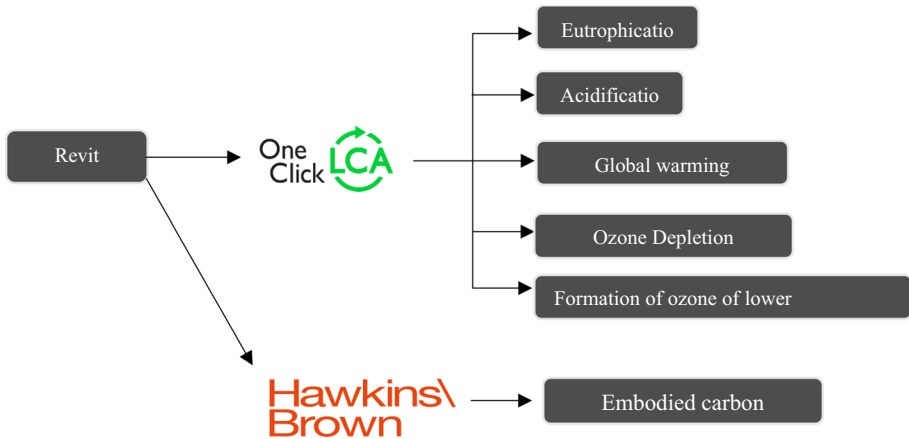 Revit
One
Click
LCA
Eutrophicatio
Acidificatio
Global warming
Ozone Depletion
Formation of ozone of lower
Hawkins\
Brown
Embodied carbon